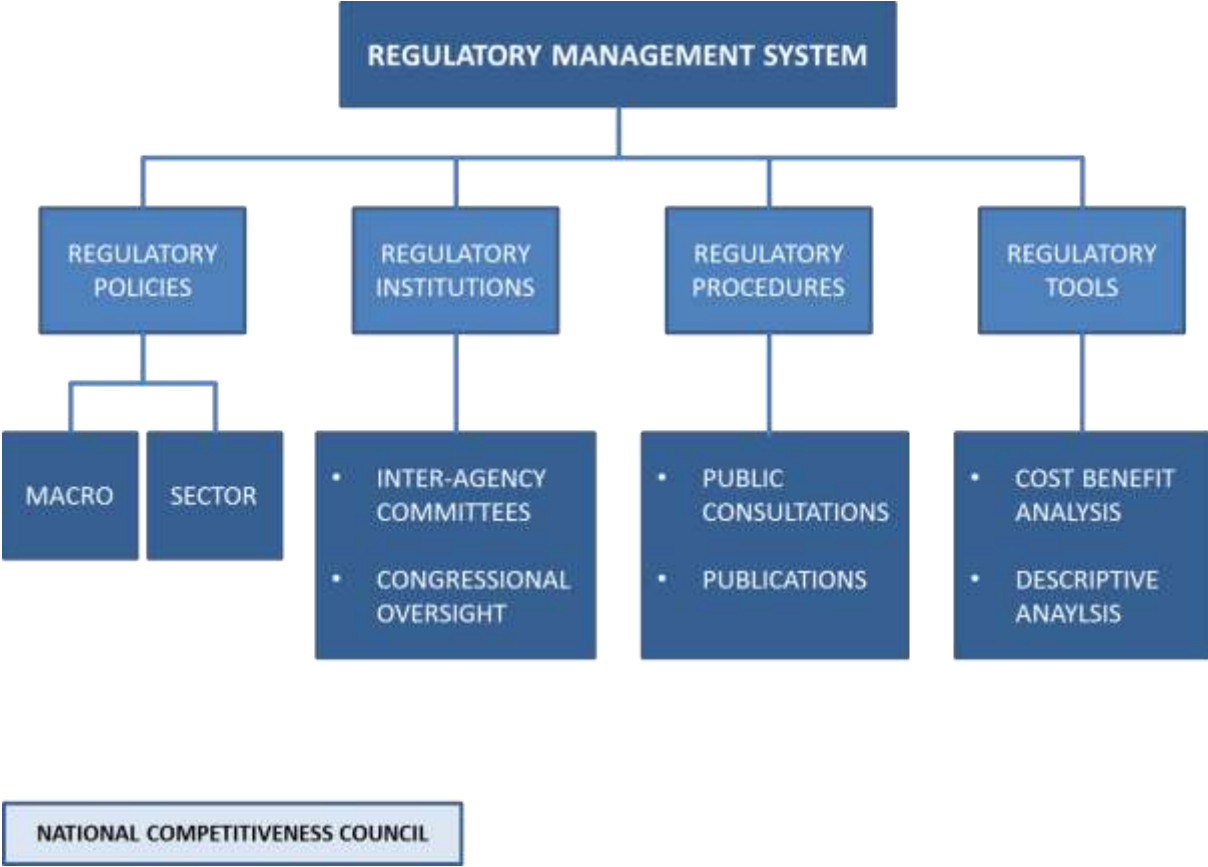 REGULATORY MANAGEMENT SYSTEM
REGULATORY
POLICIES
REGULATORY
INSTITUTIONS
REGULATORY
PROCEDURES
REGULATORY
TOOLS
MACRO
SECTOR
• INTER-AGENCY
COMMITTEES
• CONGRESSIONAL
OVERSIGHT
• PUBLIC
CONSULTATIONS
• PUBLICATIONS
• COST BENEFIT
ANALYSIS
• DESCRIPTIVE
ANAYLSIS
NATIONAL COMPETITIVENESS COUNCIL